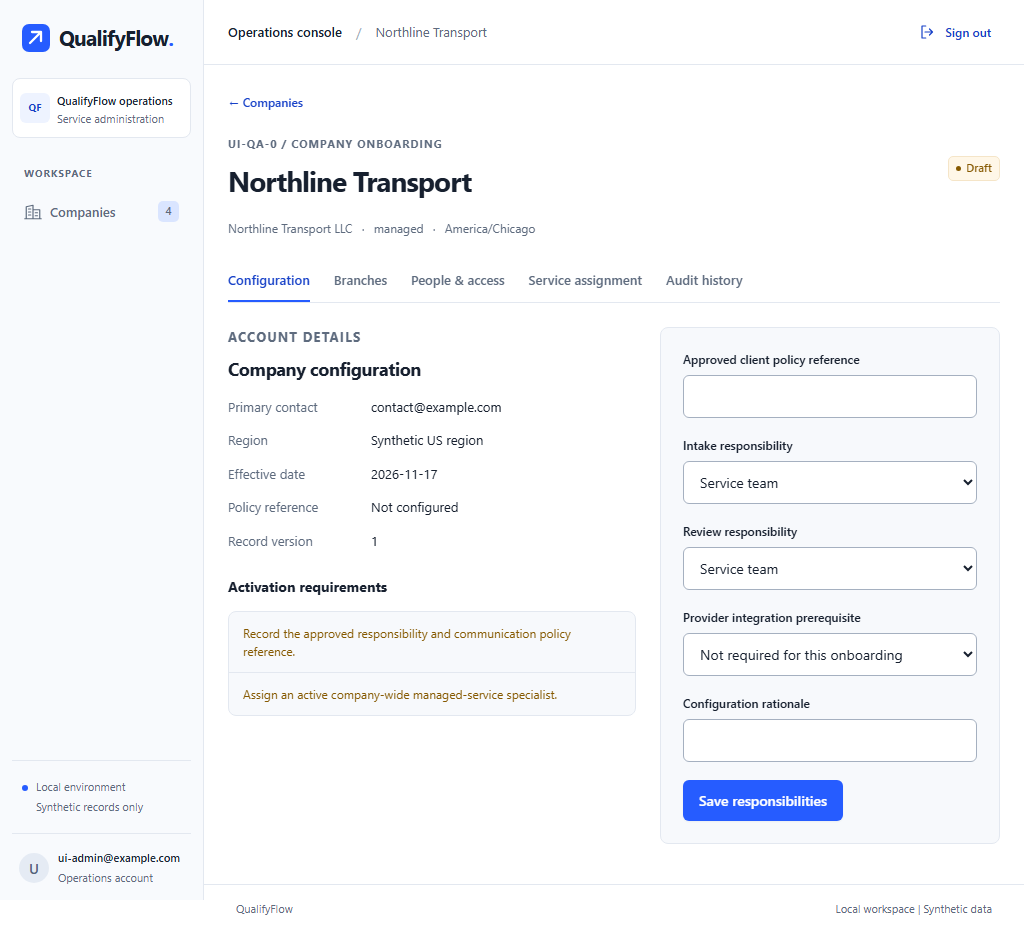 QualifyFlow.
QF
QualifyFlow operations
Service administration
WORKSPACE
Companies 4
Local environment
Synthetic records only
U
ui-admin@example.com
Operations account
Operations console / Northline Transport
Sign out
← Companies
UI-QA-0 / COMPANY ONBOARDING
Northline Transport
Draft
Northline Transport LLC · managed · America/Chicago
Configuration Branches People & access Service assignment Audit history
ACCOUNT DETAILS
Company configuration
Primary contact contact@example.com
Region Synthetic US region
Effective date 2026-11-17
Policy reference Not configured
Record version 1
Activation requirements
Record the approved responsibility and communication policy
reference.
Assign an active company-wide managed-service specialist.
Approved client policy reference
Intake responsibility
Service team
Review responsibility
Service team
Provider integration prerequisite
Not required for this onboarding
Configuration rationale
Save responsibilities
QualifyFlow
Local workspace | Synthetic data